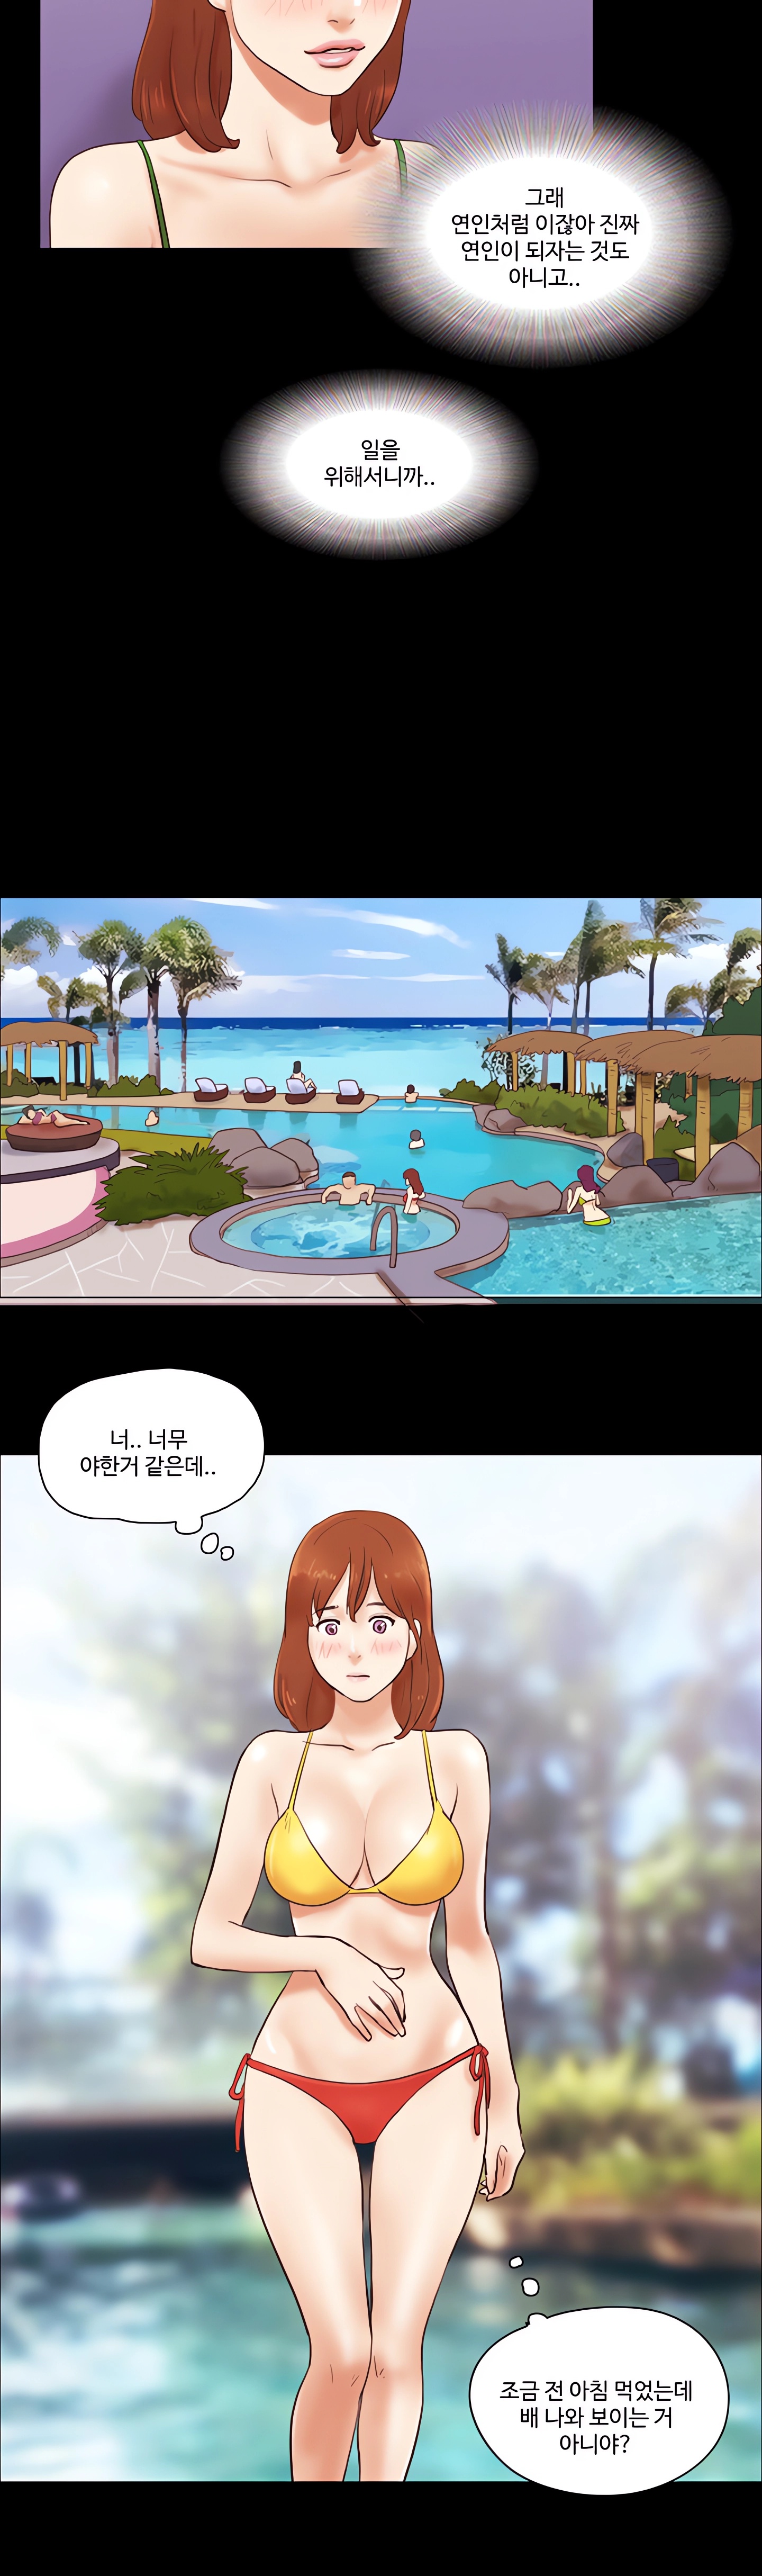 그래
연인처럼 이잖아 진짜
연인이 되자는 것도
아니고..
일을
위해서니까..
너.. 너무
야한거 같은데..
조금 전 아침 먹었는데
배 나와 보이는 거
아니야?